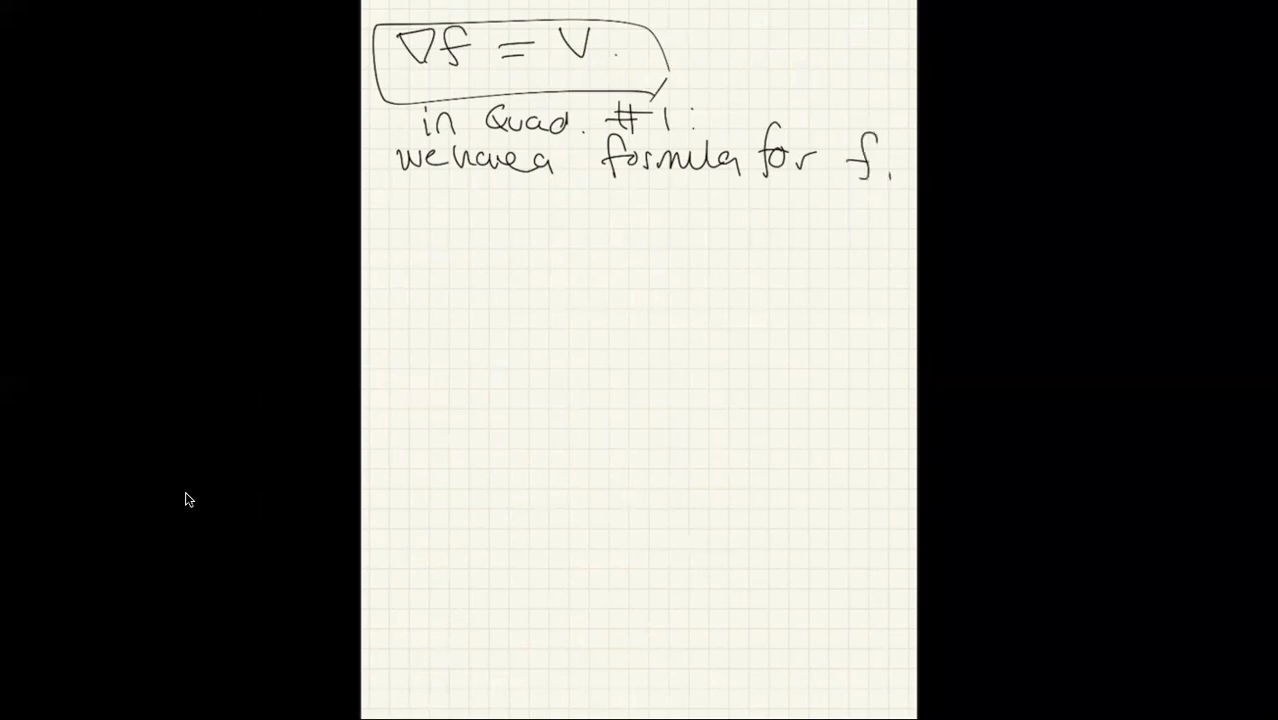 ∇f = V.
in Quad. #1:
we have a formula for f.